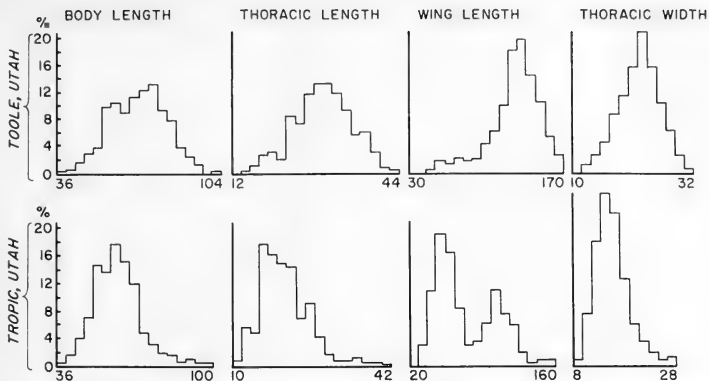 BODY LENGTH THORACIC LENGTH WING LENGTH THORACIC WIDTH
%
20
16
12
8
4
0
TOOLE, UTAH
36 104 12 44 30 170 10 32
%
20
16
12
8
4
0
TROPIC, UTAH
36 100 10 42 20 160 8 28